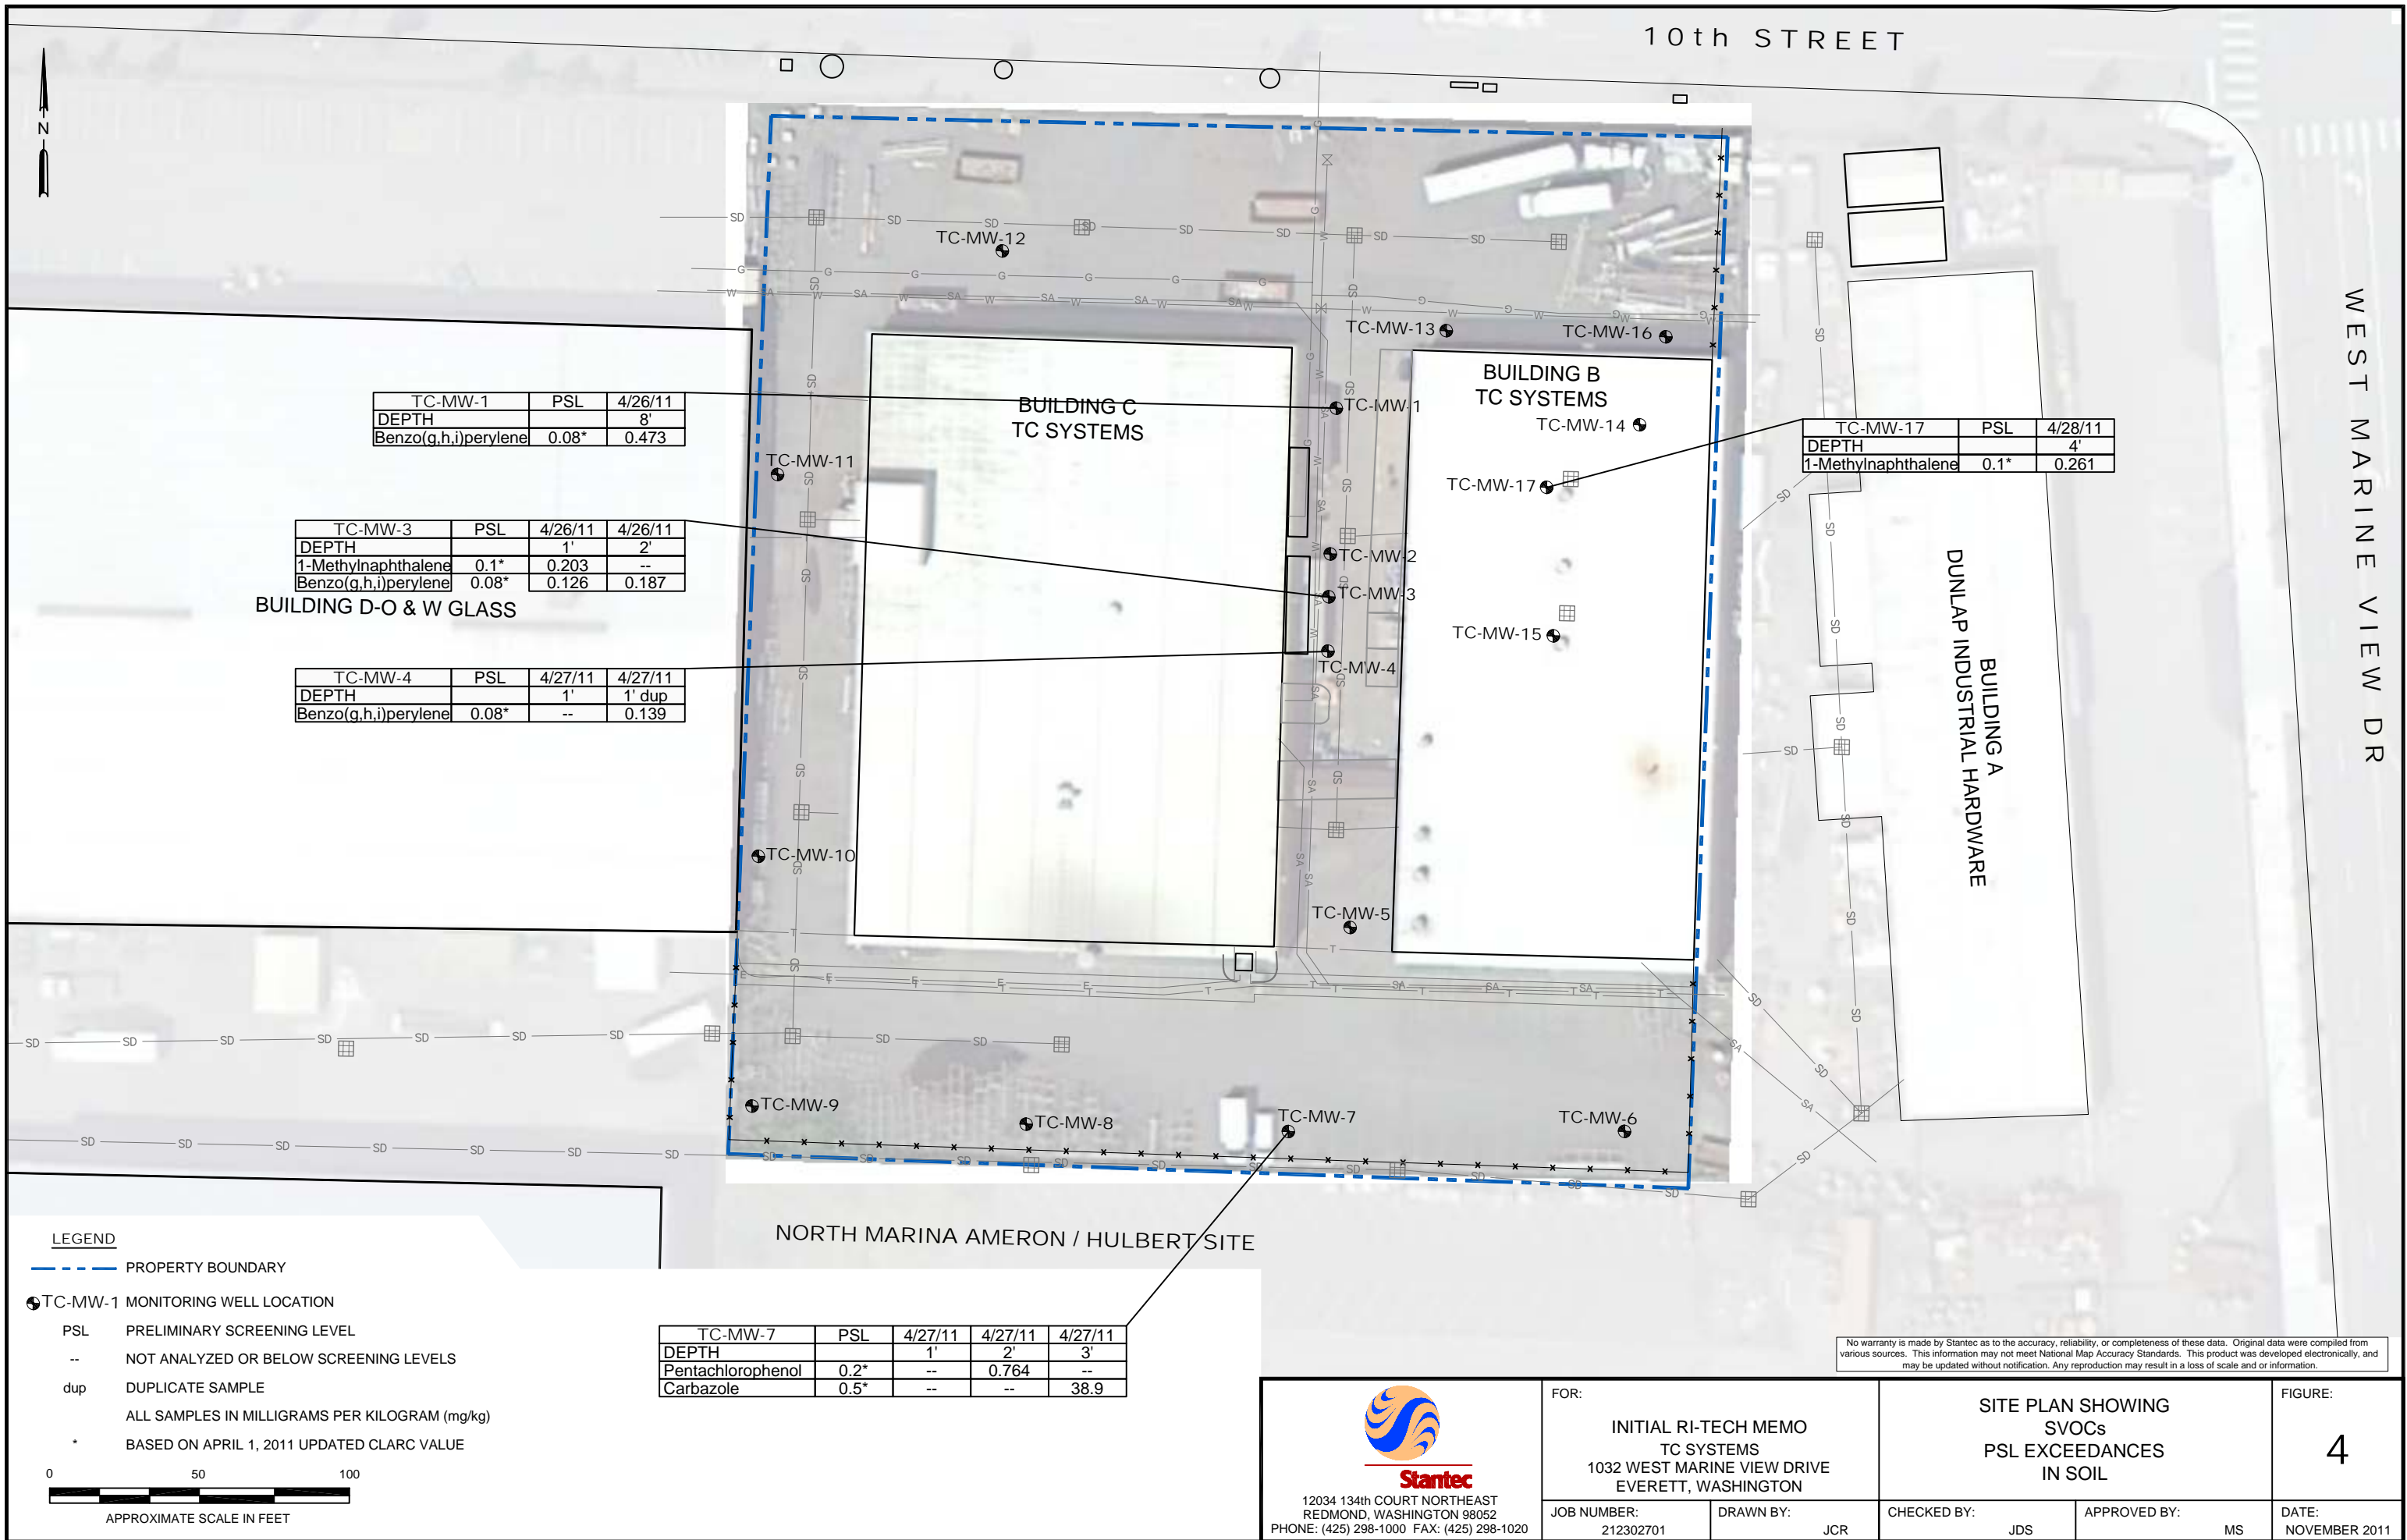 10th STREET
N
WEST MARINE VIEW DR
TC-MW-12
TC-MW-13
TC-MW-16
BUILDING C
TC SYSTEMS
BUILDING B
TC SYSTEMS
TC-MW-1
TC-MW-14
TC-MW-11
TC-MW-17
TC-MW-2
TC-MW-3
TC-MW-15
TC-MW-4
TC-MW-10
TC-MW-5
TC-MW-9
TC-MW-8
TC-MW-7
TC-MW-6
TC-MW-1 PSL 4/26/11
DEPTH 8'
Benzo(g,h,i)perylene 0.08* 0.473
TC-MW-3 PSL 4/26/11 4/26/11
DEPTH 1' 2'
1-Methylnaphthalene 0.1* 0.203 --
Benzo(g,h,i)perylene 0.08* 0.126 0.187
BUILDING D-O & W GLASS
TC-MW-4 PSL 4/27/11 4/27/11
DEPTH 1' 1' dup
Benzo(g,h,i)perylene 0.08* -- 0.139
TC-MW-17 PSL 4/28/11
DEPTH 4'
1-Methylnaphthalene 0.1* 0.261
BUILDING A
DUNLAP INDUSTRIAL HARDWARE
NORTH MARINA AMERON / HULBERT SITE
TC-MW-7 PSL 4/27/11 4/27/11 4/27/11
DEPTH 1' 2' 3'
Pentachlorophenol 0.2* -- 0.764 --
Carbazole 0.5* -- -- 38.9
LEGEND
PROPERTY BOUNDARY
TC-MW-1 MONITORING WELL LOCATION
PSL PRELIMINARY SCREENING LEVEL
-- NOT ANALYZED OR BELOW SCREENING LEVELS
dup DUPLICATE SAMPLE
ALL SAMPLES IN MILLIGRAMS PER KILOGRAM (mg/kg)
* BASED ON APRIL 1, 2011 UPDATED CLARC VALUE
0 50 100
APPROXIMATE SCALE IN FEET
No warranty is made by Stantec as to the accuracy, reliability, or completeness of these data. Original data were compiled from
various sources. This information may not meet National Map Accuracy Standards. This product was developed electronically, and
may be updated without notification. Any reproduction may result in a loss of scale and or information.
Stantec
12034 134th COURT NORTHEAST
REDMOND, WASHINGTON 98052
PHONE: (425) 298-1000 FAX: (425) 298-1020
FOR:
INITIAL RI-TECH MEMO
TC SYSTEMS
1032 WEST MARINE VIEW DRIVE
EVERETT, WASHINGTON
JOB NUMBER:
212302701
DRAWN BY:
JCR
SITE PLAN SHOWING
SVOCs
PSL EXCEEDANCES
IN SOIL
CHECKED BY:
JDS
APPROVED BY:
MS
FIGURE:
4
DATE:
NOVEMBER 2011